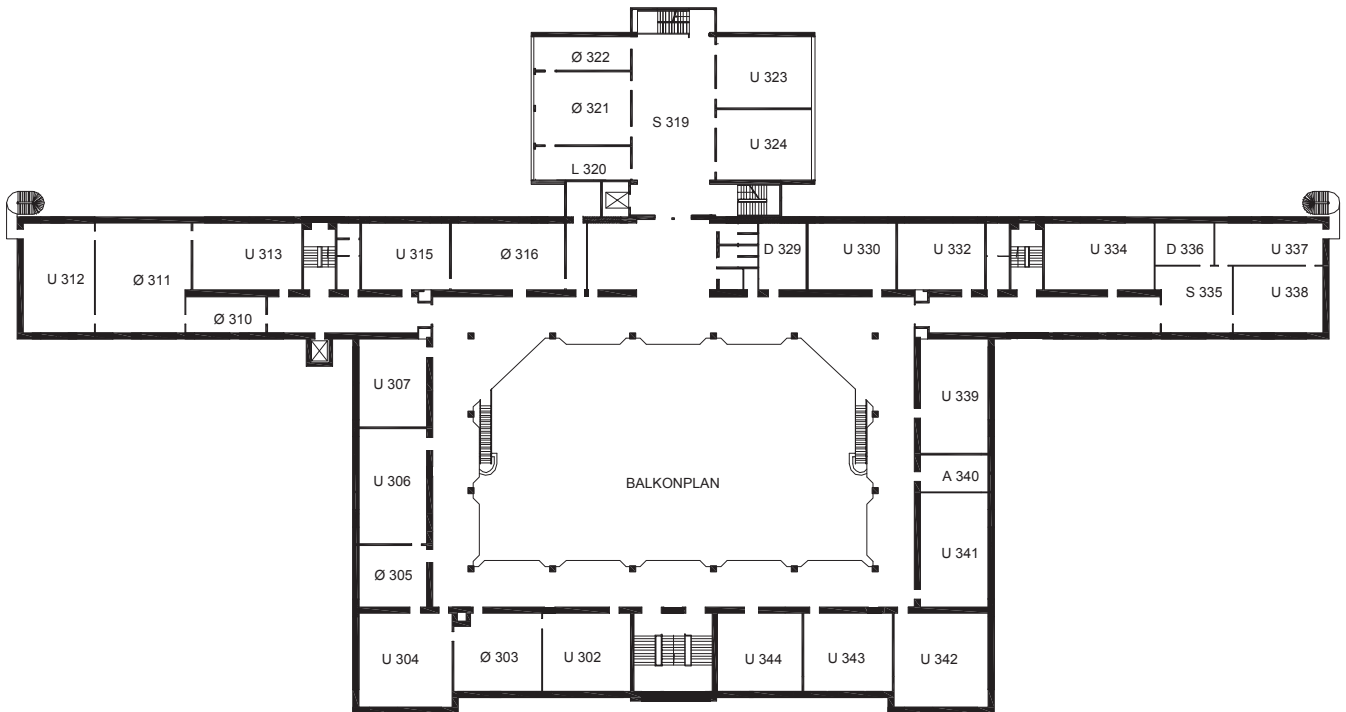 Ø 322
U 323
Ø 321
S 319
U 324
L 320
U 312
Ø 311
U 313
U 315
Ø 316
D 329
U 330
U 332
U 334
D 336
U 337
S 335
U 338
Ø 310
U 307
U 339
U 306
A 340
BALKONPLAN
U 341
Ø 305
U 304
Ø 303
U 302
U 344
U 343
U 342